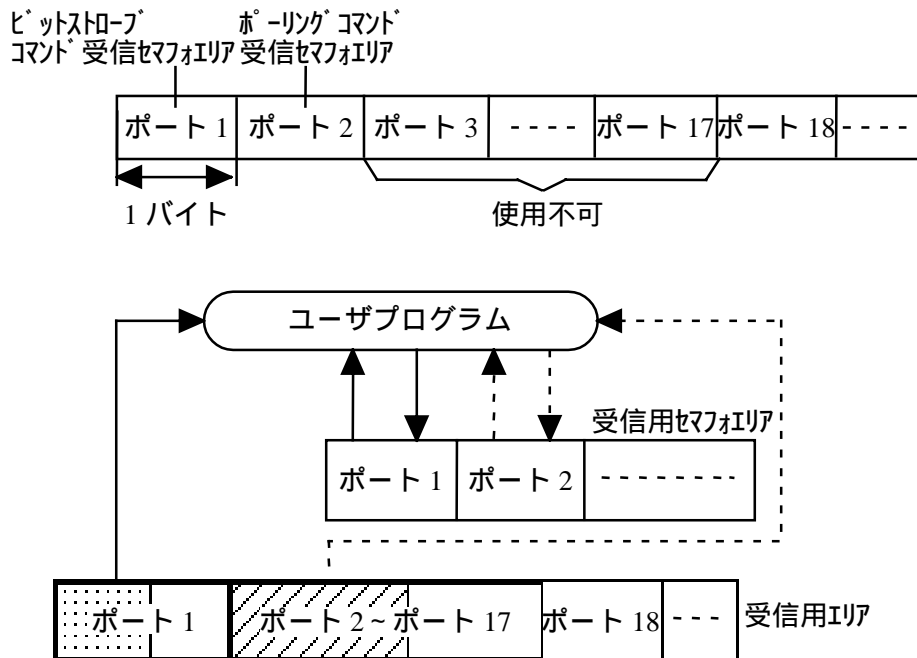 ビットストローブ ポーリングコマンド
コマンド受信セマフォエリア 受信セマフォエリア
ポート 1 ポート 2 ポート 3 ---- ポート 17 ポート 18 ----
1 バイト 使用不可
ユーザプログラム
受信用セマフォエリア
ポート 1 ポート 2 --------
ポート 1 ポート 2 ~ ポート 17 ポート 18 --- 受信用エリア